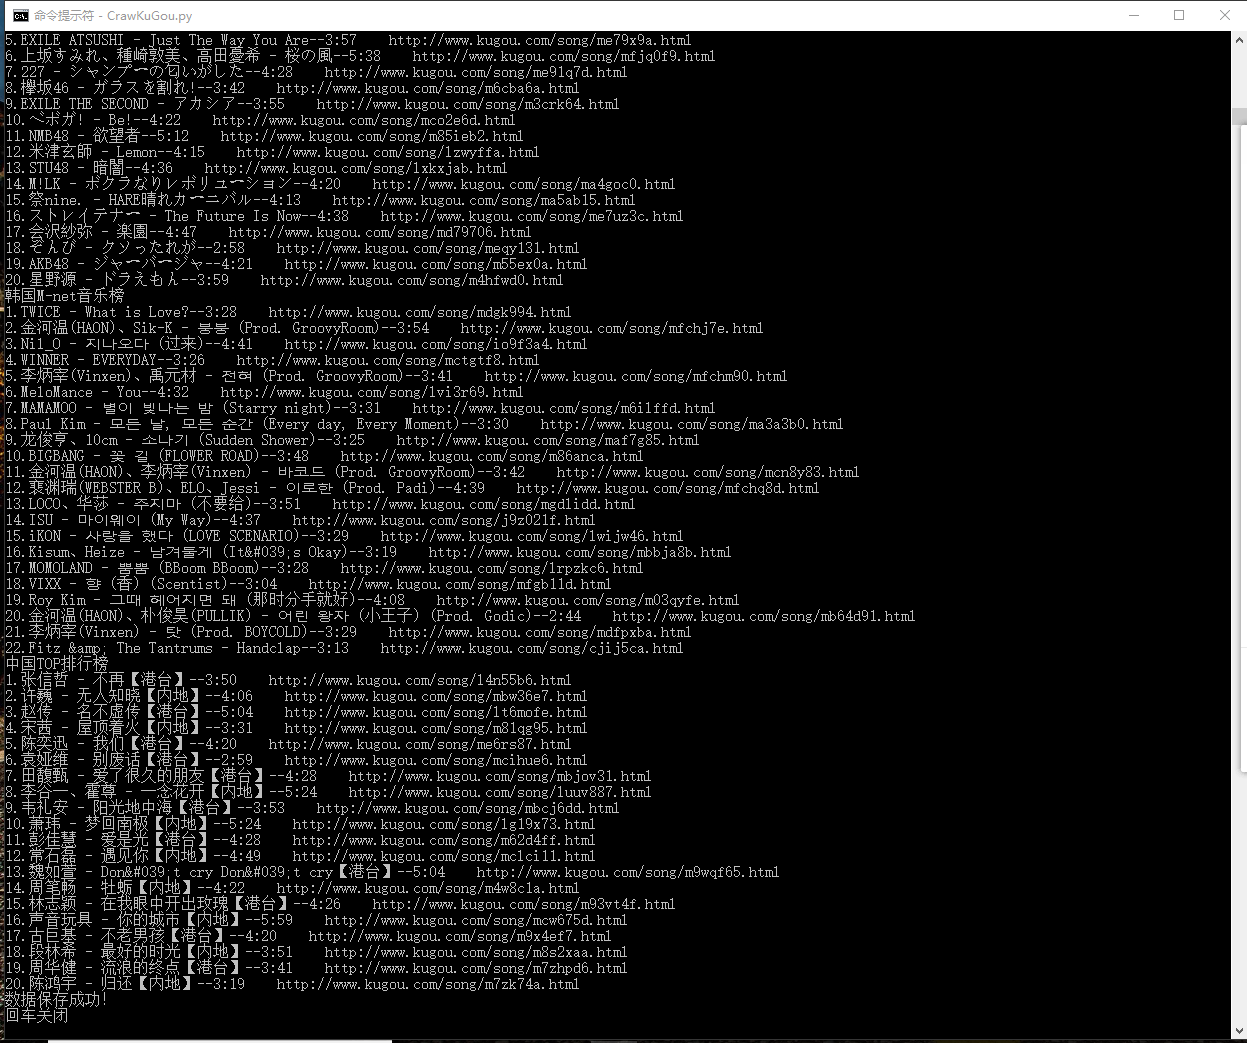 命令提示符 - CrawKuGou.py
5.EXILE ATSUSHI - Just The Way You Are--3:57    http://www.kugou.com/song/me79x9a.html
6.上坂すみれ、種崎敦美、高田憂希 - 桜の風--5:38    http://www.kugou.com/song/mfjq0f9.html
7.227 - シャンプーの匂いがした--4:28    http://www.kugou.com/song/me91q7d.html
8.欅坂46 - ガラスを割れ!--3:42    http://www.kugou.com/song/m6cba6a.html
9.EXILE THE SECOND - アカシア--3:55    http://www.kugou.com/song/m3crk64.html
10.ベボガ! - Be!--4:22    http://www.kugou.com/song/mco2e6d.html
11.NMB48 - 欲望者--5:12    http://www.kugou.com/song/m85ieb2.html
12.米津玄師 - Lemon--4:15    http://www.kugou.com/song/lzwyffa.html
13.STU48 - 暗闇--4:36    http://www.kugou.com/song/lxkxjab.html
14.M!LK - ボクラなりレボリューション--4:20    http://www.kugou.com/song/ma4goc0.html
15.祭nine. - HARE晴れカーニバル--4:13    http://www.kugou.com/song/ma5ab15.html
16.ストレイテナー - The Future Is Now--4:38    http://www.kugou.com/song/me7uz3c.html
17.会沢紗弥 - 楽園--4:47    http://www.kugou.com/song/md79706.html
18.ぞんび - クソったれが--2:58    http://www.kugou.com/song/meqy131.html
19.AKB48 - ジャーバージャ--4:21    http://www.kugou.com/song/m55ex0a.html
20.星野源 - ドラえもん--3:59    http://www.kugou.com/song/m4hfwd0.html
韩国M-net音乐榜
1.TWICE - What is Love?--3:28    http://www.kugou.com/song/mdgk994.html
2.金河温(HAON)、Sik-K - 붕붕 (Prod. GroovyRoom)--3:54    http://www.kugou.com/song/mfchj7e.html
3.Nil_O - 지나오다 (过来)--4:41    http://www.kugou.com/song/io9f3a4.html
4.WINNER - EVERYDAY--3:26    http://www.kugou.com/song/mctgtf8.html
5.李炳宰(Vinxen)、禹元材 - 전혀 (Prod. GroovyRoom)--3:41    http://www.kugou.com/song/mfchm90.html
6.MeloMance - You--4:32    http://www.kugou.com/song/lvi3r69.html
7.MAMAMOO - 별이 빛나는 밤 (Starry night)--3:31    http://www.kugou.com/song/m6ilffd.html
8.Paul Kim - 모든 날, 모든 순간 (Every day, Every Moment)--3:30    http://www.kugou.com/song/ma3a3b0.html
9.龙俊亨、10cm - 소나기 (Sudden Shower)--3:25    http://www.kugou.com/song/maf7g85.html
10.BIGBANG - 꽃 길 (FLOWER ROAD)--3:48    http://www.kugou.com/song/m86anca.html
11.金河温(HAON)、李炳宰(Vinxen) - 바코드 (Prod. GroovyRoom)--3:42    http://www.kugou.com/song/mcn8y83.html
12.裴渊瑞(WEBSTER B)、ELO、Jessi - 이로한 (Prod. Padi)--4:39    http://www.kugou.com/song/mfchq8d.html
13.LOCO、华莎 - 주지마 (不要给)--3:51    http://www.kugou.com/song/mgdlidd.html
14.ISU - 마이웨이 (My Way)--4:37    http://www.kugou.com/song/j9z021f.html
15.iKON - 사랑을 했다 (LOVE SCENARIO)--3:29    http://www.kugou.com/song/lwijw46.html
16.Kisum、Heize - 남겨둘게 (It&#039;s Okay)--3:19    http://www.kugou.com/song/mbbja8b.html
17.MOMOLAND - 뿜뿜 (BBoom BBoom)--3:28    http://www.kugou.com/song/lrpzkc6.html
18.VIXX - 향 (香) (Scentist)--3:04    http://www.kugou.com/song/mfgbl1d.html
19.Roy Kim - 그때 헤어지면 돼 (那时分手就好)--4:08    http://www.kugou.com/song/m03qyfe.html
20.金河温(HAON)、朴俊昊(PULLIK) - 어린 왕자 (小王子) (Prod. Godic)--2:44    http://www.kugou.com/song/mb64d91.html
21.李炳宰(Vinxen) - 탓 (Prod. BOYCOLD)--3:29    http://www.kugou.com/song/mdfpxba.html
22.Fitz &amp; The Tantrums - Handclap--3:13    http://www.kugou.com/song/cjij5ca.html
中国TOP排行榜
1.张信哲 - 不再【港台】--3:50    http://www.kugou.com/song/l4n55b6.html
2.许巍 - 无人知晓【内地】--4:06    http://www.kugou.com/song/mbw36e7.html
3.赵传 - 名不虚传【港台】--5:04    http://www.kugou.com/song/lt6mofe.html
4.宋茜 - 屋顶着火【内地】--3:31    http://www.kugou.com/song/m81qg95.html
5.陈奕迅 - 我们【港台】--4:20    http://www.kugou.com/song/me6rs87.html
6.袁娅维 - 别废话【港台】--2:59    http://www.kugou.com/song/mcihue6.html
7.田馥甄 - 爱了很久的朋友【港台】--4:28    http://www.kugou.com/song/mbjov31.html
8.李谷一、霍尊 - 一念花开【内地】--5:24    http://www.kugou.com/song/luuv887.html
9.韦礼安 - 阳光地中海【港台】--3:53    http://www.kugou.com/song/mbcj6dd.html
10.萧玮 - 梦回南极【内地】--5:24    http://www.kugou.com/song/lgl9x73.html
11.彭佳慧 - 爱是光【港台】--4:28    http://www.kugou.com/song/m62d4ff.html
12.常石磊 - 遇见你【内地】--4:49    http://www.kugou.com/song/mclcil1.html
13.魏如萱 - Don&#039;t cry Don&#039;t cry【港台】--5:04    http://www.kugou.com/song/m9wqf65.html
14.周笔畅 - 牡蛎【内地】--4:22    http://www.kugou.com/song/m4w8c1a.html
15.林志颖 - 在我眼中开出玫瑰【港台】--4:26    http://www.kugou.com/song/m93vt4f.html
16.声音玩具 - 你的城市【内地】--5:59    http://www.kugou.com/song/mcw675d.html
17.古巨基 - 不老男孩【港台】--4:20    http://www.kugou.com/song/m9x4ef7.html
18.段林希 - 最好的时光【内地】--3:51    http://www.kugou.com/song/m8s2xaa.html
19.周华健 - 流浪的终点【港台】--3:41    http://www.kugou.com/song/m7zhpd6.html
20.陈鸿宇 - 归还【内地】--3:19    http://www.kugou.com/song/m7zk74a.html
数据保存成功!
回车关闭